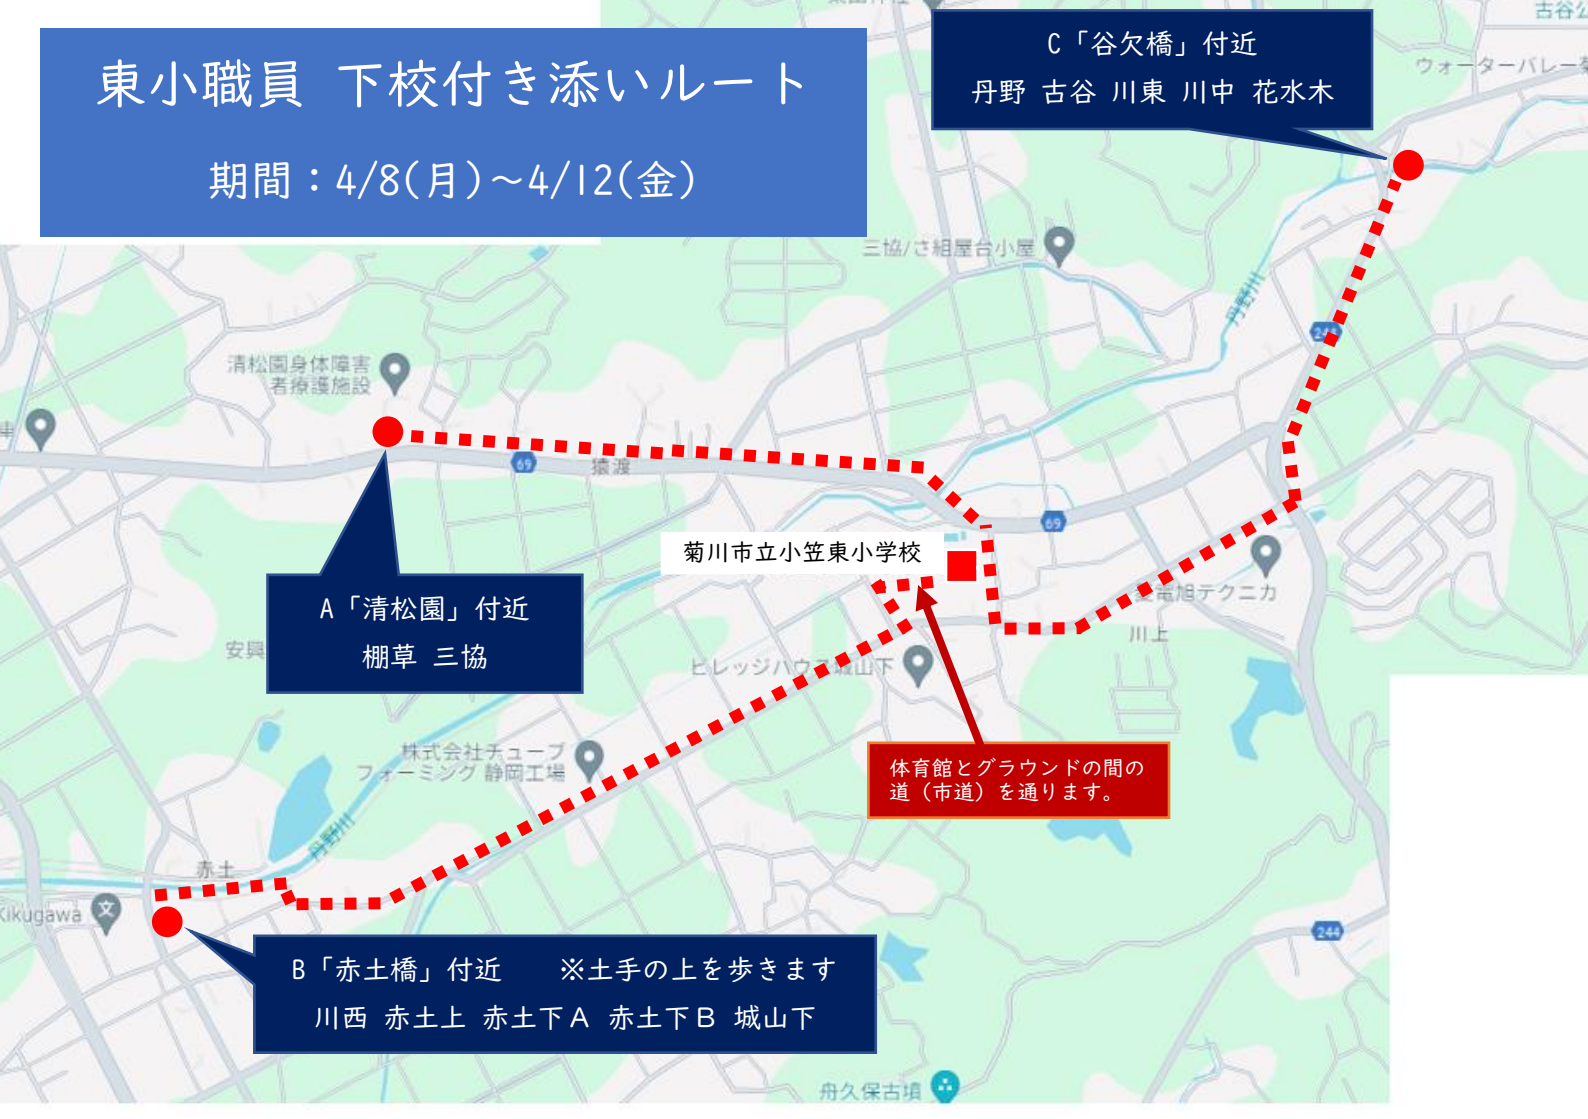 東小職員 下校付き添いルート
期間：4/8(月)～4/12(金)
C「谷欠橋」付近
丹野 古谷 川東 川中 花水木
ウォーターバレー
三協/さ組屋台小屋
丹野川
清松園身体障害
者療護施設
244
69
猿渡
69
菊川市立小笠東小学校
A「清松園」付近
棚草 三協
安興
川上
ビレッジハウス城山下
株式会社チューブ
フォーミング 静岡工場
体育館とグラウンドの間の
道（市道）を通ります。
丹野川
赤土
Kikugawa
244
B「赤土橋」付近　※土手の上を歩きます
川西 赤土上 赤土下A 赤土下B 城山下
舟久保古墳